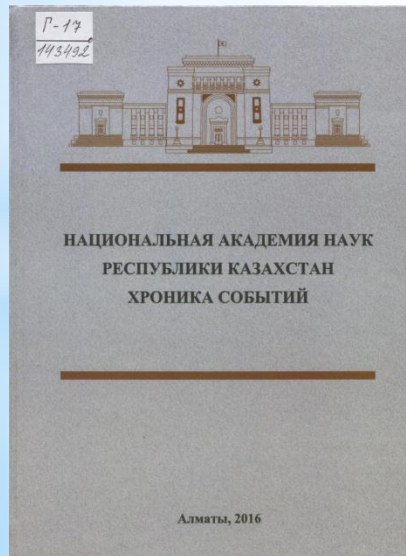 Г-17
143492
НАЦИОНАЛЬНАЯ АКАДЕМИЯ НАУК
РЕСПУБЛИКИ КАЗАХСТАН
ХРОНИКА СОБЫТИЙ
Алматы, 2016